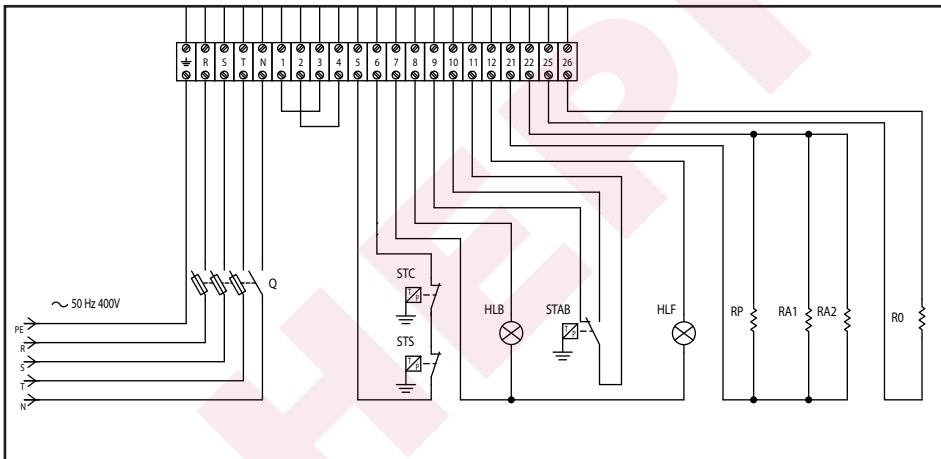 R S T N 1 2 3 4 5 6 7 8 9 10 11 12 21 22 25 26
Q
STC
T P
~ 50 Hz 400V
HLB
STAB
T P
HLF
RP
RA1
RA2
R0
PE
R
STS
T P
S
T
N
HEPI